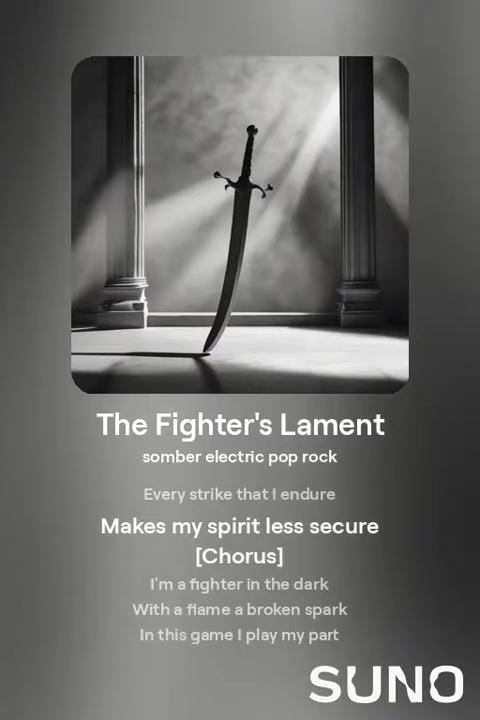 The Fighter's Lament
somber electric pop rock
Every strike that I endure
Makes my spirit less secure
[Chorus]
I'm a fighter in the dark
With a flame a broken spark
In this game I play my part
SUNO